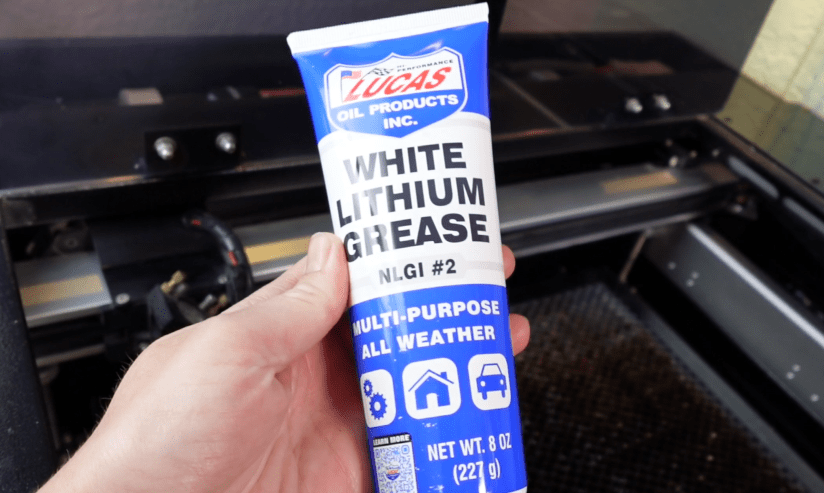 HI PERFORMANCE
LUCAS
OIL PRODUCTS
INC.
WHITE
LITHIUM
GREASE
NLGI #2
MULTI-PURPOSE
ALL WEATHER
LEARN MORE
NET WT. 8 OZ
(227 g)